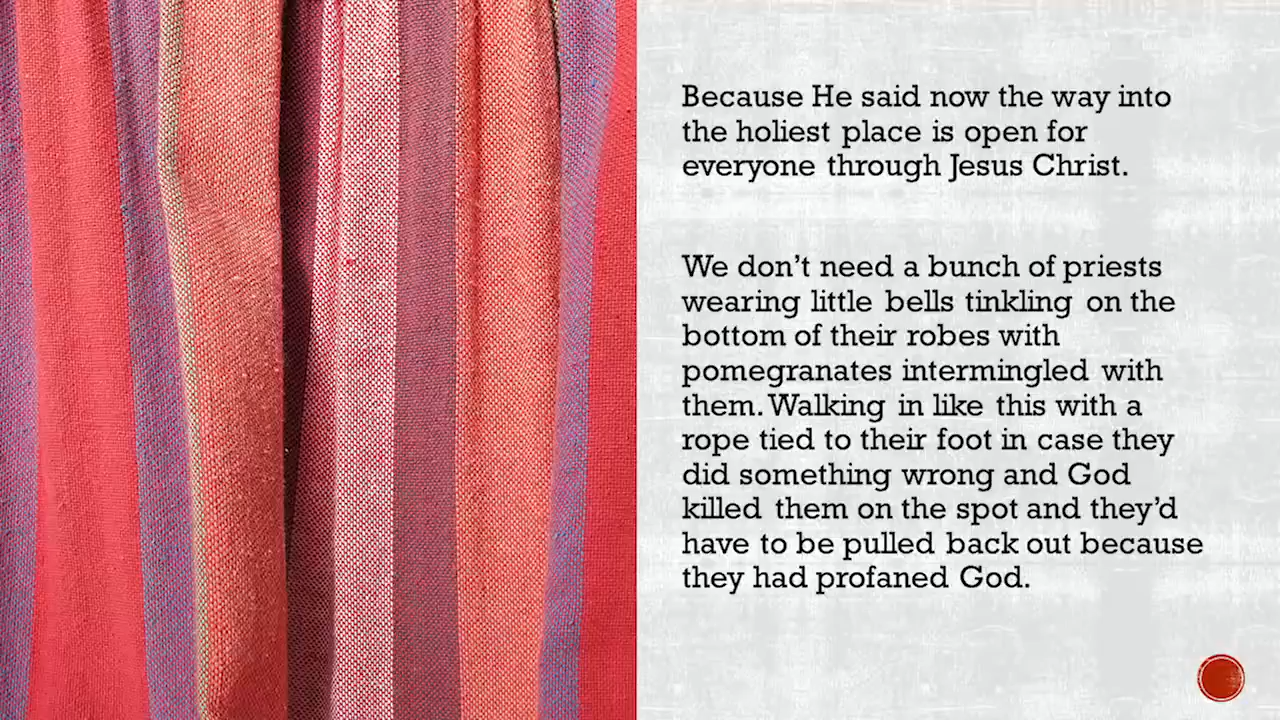 Because He said now the way into
the holiest place is open for
everyone through Jesus Christ.
We don’t need a bunch of priests
wearing little bells tinkling on the
bottom of their robes with
pomegranates intermingled with
them. Walking in like this with a
rope tied to their foot in case they
did something wrong and God
killed them on the spot and they’d
have to be pulled back out because
they had profaned God.